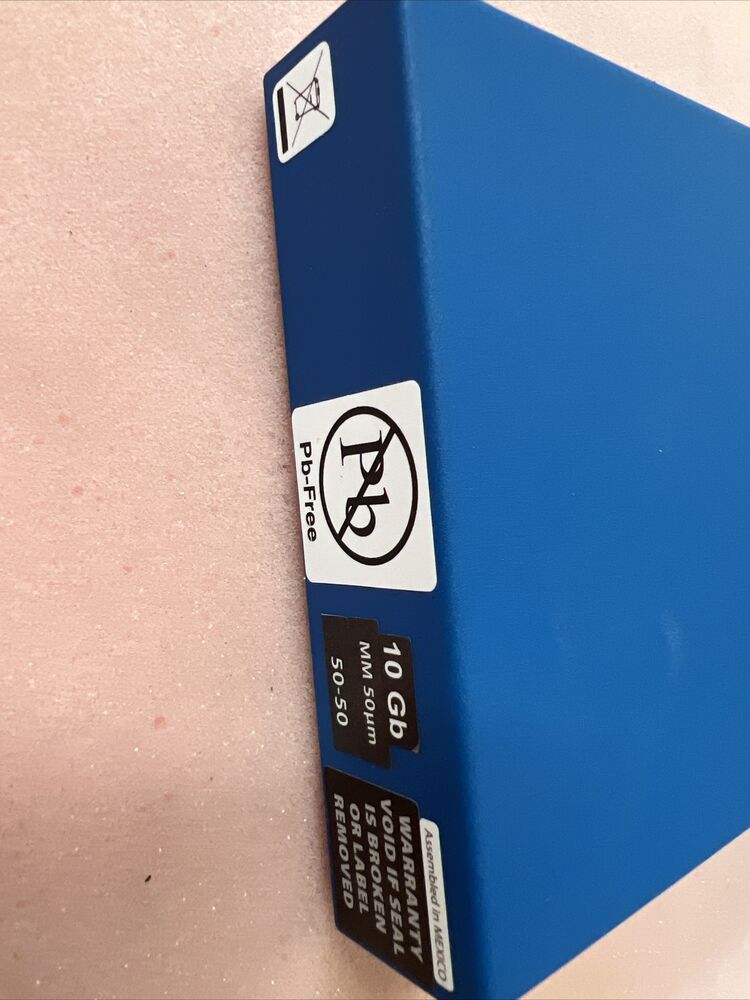 Pb
Pb-Free
10 Gb
MM 50µm
50-50
Assembled in MEXICO
WARRANTY
VOID IF SEAL
IS BROKEN
OR LABEL
REMOVED